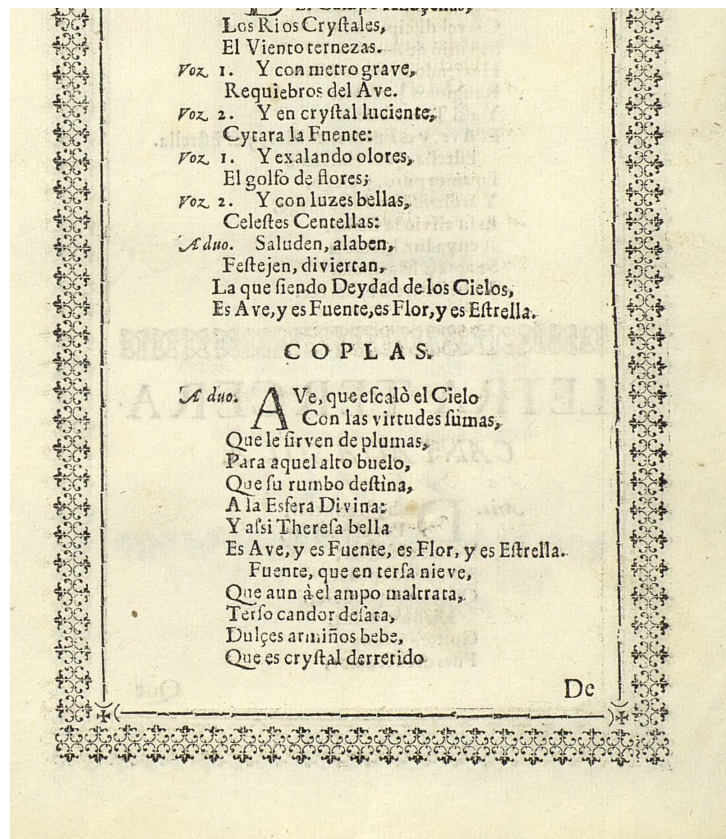 El Campo Azuçenas,
Los Rios Cryſtales,
El Viento ternezas.
Voz 1. Y con metro grave,
Requiebros del Ave.
Voz 2. Y en cryſtal luciente,
Cytara la Fuente:
Voz 1. Y exalando olores,
El golfo de flores;
Voz 2. Y con luzes bellas,
Celeſtes Centellas:
A duo. Saluden, alaben,
Feſtejen, diviertan,
La que ſiendo Deydad de los Cielos,
Es Ave, y es Fuente, es Flor, y es Eſtrella.
COPLAS.
A duo. AVe, que eſcalò el Cielo
Con las virtudes ſumas,
Que le ſirven de plumas,
Para aquel alto buelo,
Que ſu rumbo deſtina,
A la Esfera Divina:
Y aſsi Thereſa bella
Es Ave, y es Fuente, es Flor, y es Eſtrella.
Fuente, que en terſa nieve,
Que aun à el ampo maltrata,
Terſo candor deſata,
Dulçes armiños bebe,
Que es cryſtal derretido
De